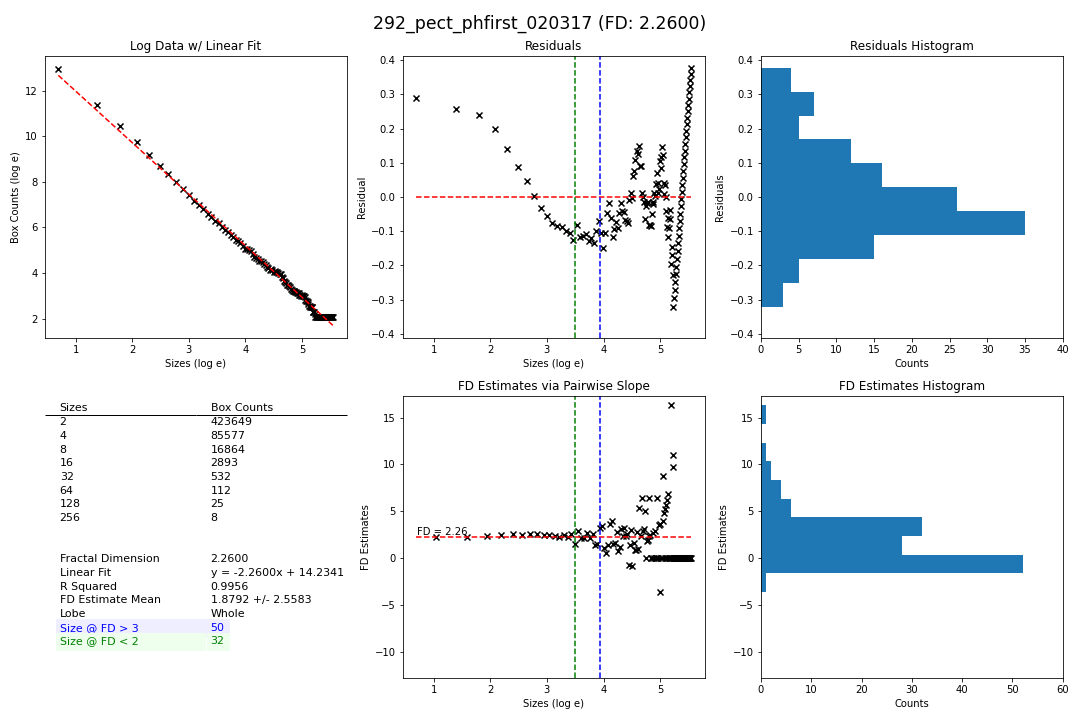 292_pect_phfirst_020317 (FD: 2.2600)
Log Data w/ Linear Fit
Box Counts (log e)
12
10
8
6
4
2
1 2 3 4 5
Sizes (log e)
Residuals
Residual
0.4
0.3
0.2
0.1
0.0
−0.1
−0.2
−0.3
−0.4
1 2 3 4 5
Sizes (log e)
Residuals Histogram
Residuals
0.4
0.3
0.2
0.1
0.0
−0.1
−0.2
−0.3
−0.4
0 5 10 15 20 25 30 35 40
Counts
Sizes Box Counts
2 423649
4 85577
8 16864
16 2893
32 532
64 112
128 25
256 8
Fractal Dimension 2.2600
Linear Fit y = -2.2600x + 14.2341
R Squared 0.9956
FD Estimate Mean 1.8792 +/- 2.5583
Lobe Whole
Size @ FD > 3 50
Size @ FD < 2 32
FD Estimates via Pairwise Slope
FD Estimates
15
10
5
0
−5
−10
FD = 2.26
1 2 3 4 5
Sizes (log e)
FD Estimates Histogram
FD Estimates
15
10
5
0
−5
−10
0 10 20 30 40 50 60
Counts